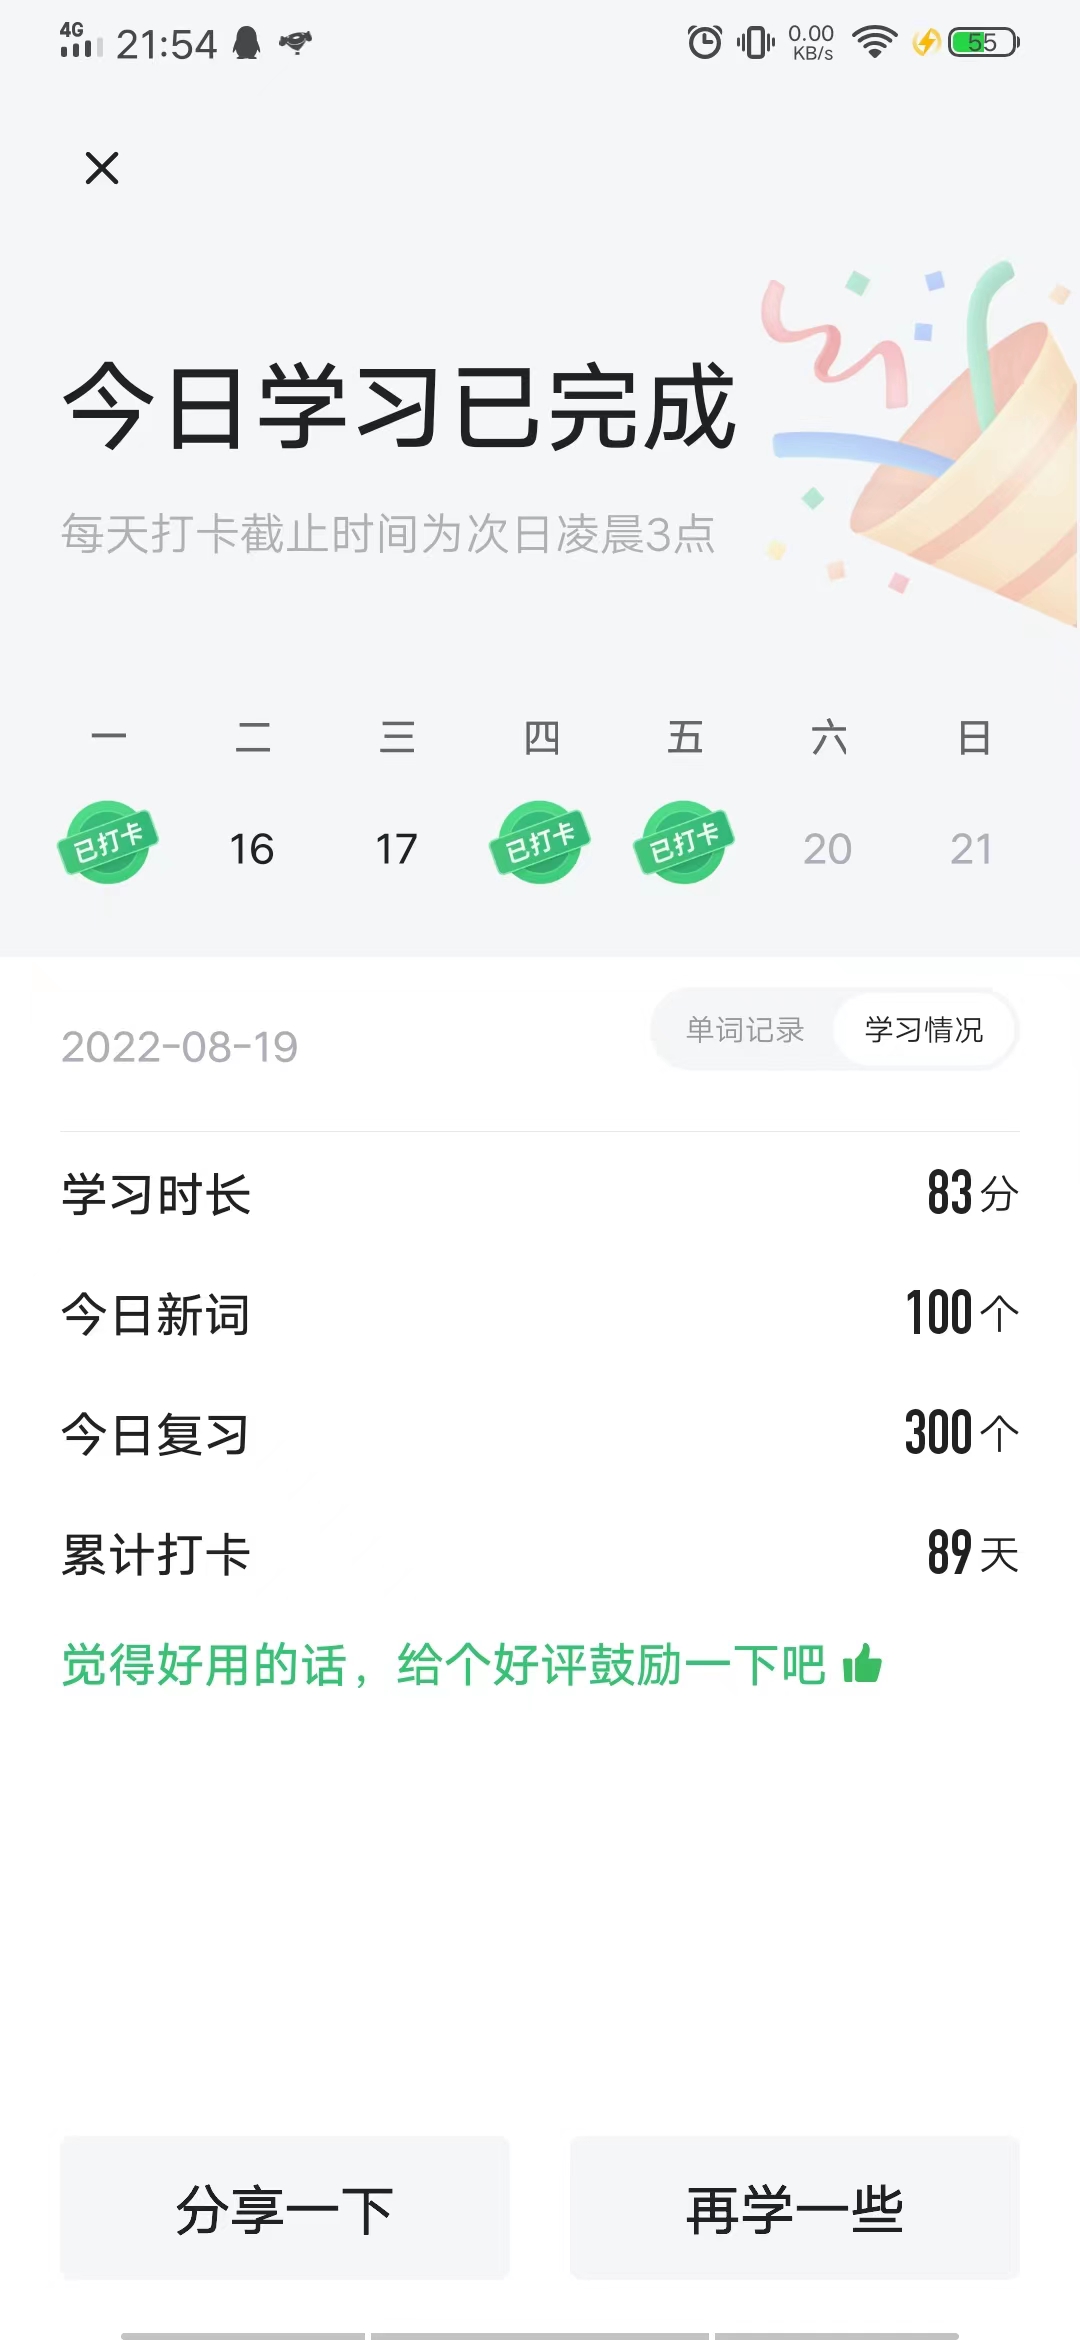 4G 21:54 0.00 KB/s 55
今日学习已完成
每天打卡截止时间为次日凌晨3点
一 二 三 四 五 六 日
已打卡 16 17 已打卡 已打卡 20 21
2022-08-19 单词记录 学习情况
学习时长 83分
今日新词 100个
今日复习 300个
累计打卡 89天
觉得好用的话，给个好评鼓励一下吧
分享一下 再学一些